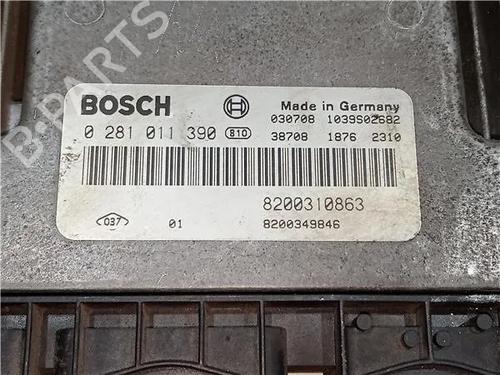 B-PARTS
BOSCH Made in Germany
030708 1039S02682
0 281 011 390 810 38708 1876 2310
8200310863
037 01 8200349846